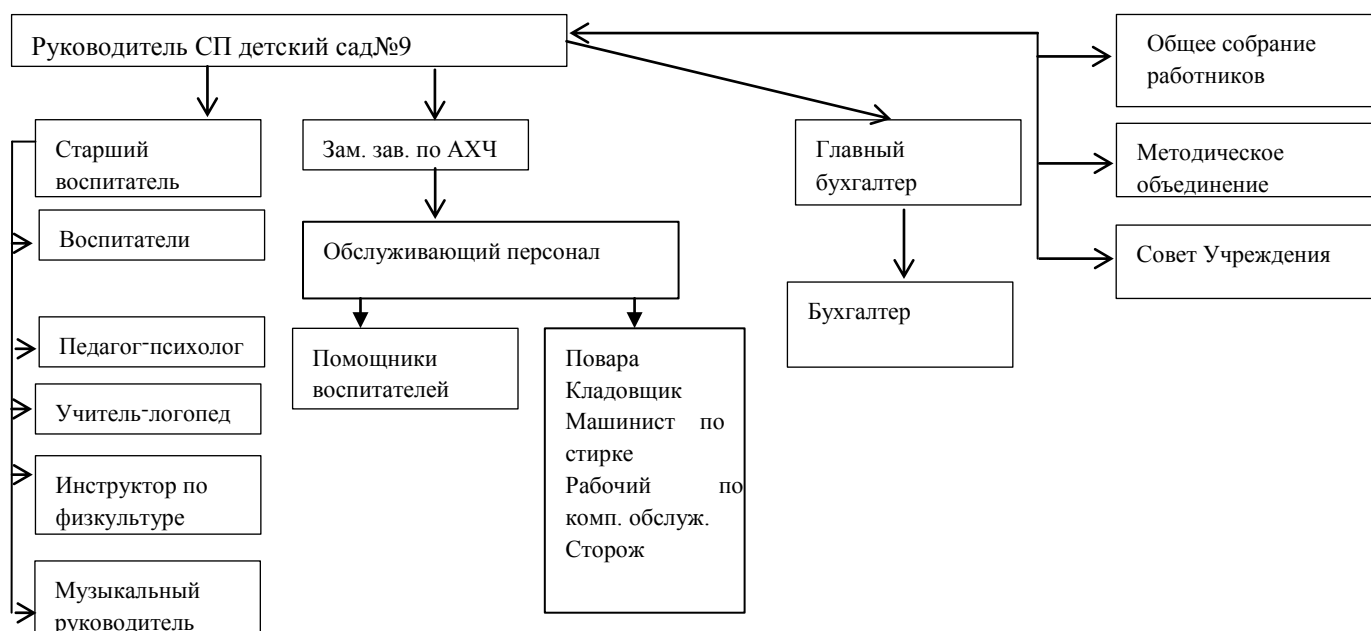 Руководитель СП детский сад№9
Общее собрание
работников
Старший
воспитатель
Зам. зав. по АХЧ
Главный
бухгалтер
Методическое
объединение
Воспитатели
Обслуживающий персонал
Совет Учреждения
Бухгалтер
Педагог-психолог
Помощники
воспитателей
Повара
Кладовщик
Машинист по
стирке
Рабочий по
комп. обслуж.
Сторож
Учитель-логопед
Инструктор по
физкультуре
Музыкальный
руководитель